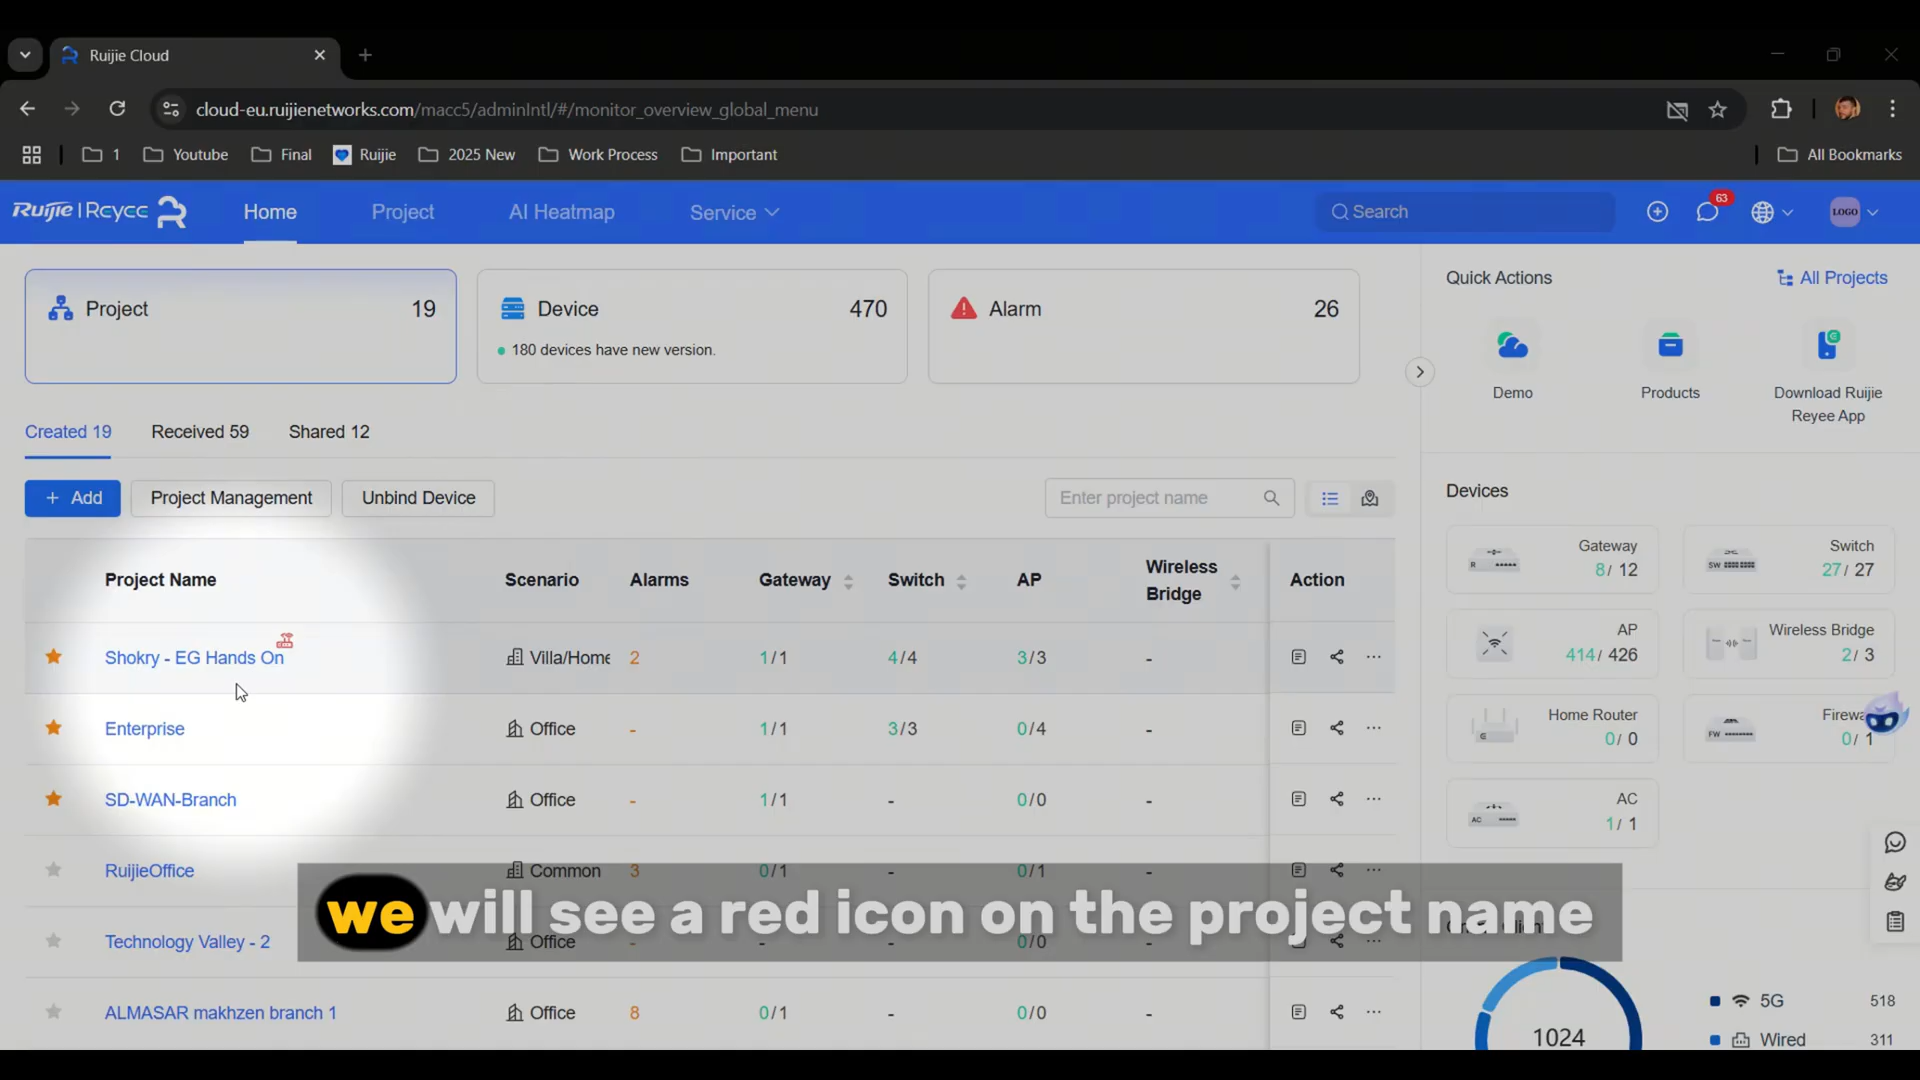 Ruijie Cloud
cloud-eu.ruijienetworks.com/macc5/adminIntl/#/monitor_overview_global_menu
1 Youtube Final Ruijie 2025 New Work Process Important All Bookmarks
Ruijie | Reyee Home Project AI Heatmap Service Search 63 LOGO
Project 19
Device 470
180 devices have new version.
Alarm 26
Quick Actions All Projects
Demo Products Download Ruijie Reyee App
Created 19 Received 59 Shared 12
+ Add Project Management Unbind Device Enter project name
Project Name Scenario Alarms Gateway Switch AP Wireless Bridge Action
Shokry - EG Hands On Villa/Home 2 1/1 4/4 3/3 - ...
Enterprise Office - 1/1 3/3 0/4 - ...
SD-WAN-Branch Office - 1/1 - 0/0 - ...
RuijieOffice Common 3 0/1 - 0/1 - ...
Technology Valley - 2 Office - - - 0/0 - ...
ALMASAR makhzen branch 1 Office 8 0/1 - 0/0 - ...
we will see a red icon on the project name
Devices
Gateway 8/ 12
Switch 27/ 27
AP 414/ 426
Wireless Bridge 2/ 3
Home Router 0/ 0
0/ 1
AC 1/ 1
1024
5G 518
Wired 311